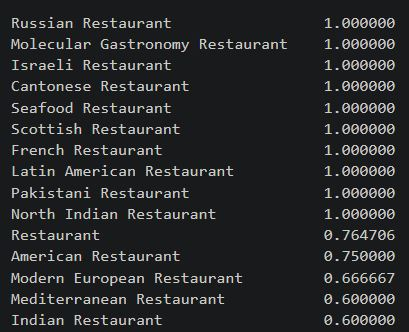 Russian Restaurant 1.000000
Molecular Gastronomy Restaurant 1.000000
Israeli Restaurant 1.000000
Cantonese Restaurant 1.000000
Seafood Restaurant 1.000000
Scottish Restaurant 1.000000
French Restaurant 1.000000
Latin American Restaurant 1.000000
Pakistani Restaurant 1.000000
North Indian Restaurant 1.000000
Restaurant 0.764706
American Restaurant 0.750000
Modern European Restaurant 0.666667
Mediterranean Restaurant 0.600000
Indian Restaurant 0.600000